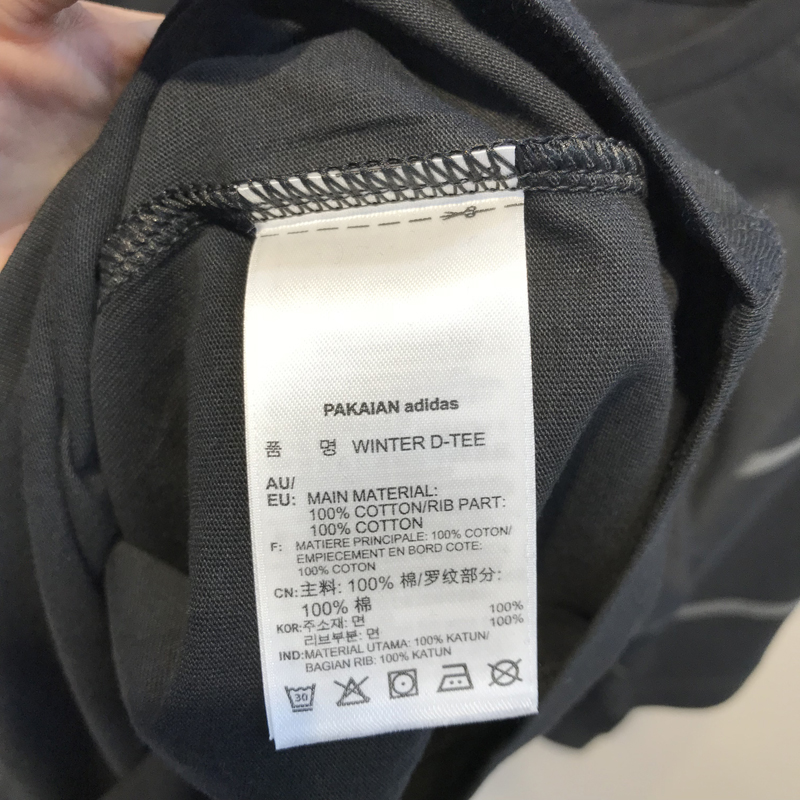 PAKAIAN adidas
품 명 WINTER D-TEE
AU/
EU: MAIN MATERIAL:
100% COTTON/RIB PART:
100% COTTON
F: MATIERE PRINCIPALE: 100% COTON/
EMPIECEMENT EN BORD COTE:
100% COTON
CN:主料: 100% 棉/罗纹部分:
100% 棉
KOR:주소재: 면 100%
리브부분: 면 100%
IND:MATERIAL UTAMA: 100% KATUN/
BAGIAN RIB: 100% KATUN
30